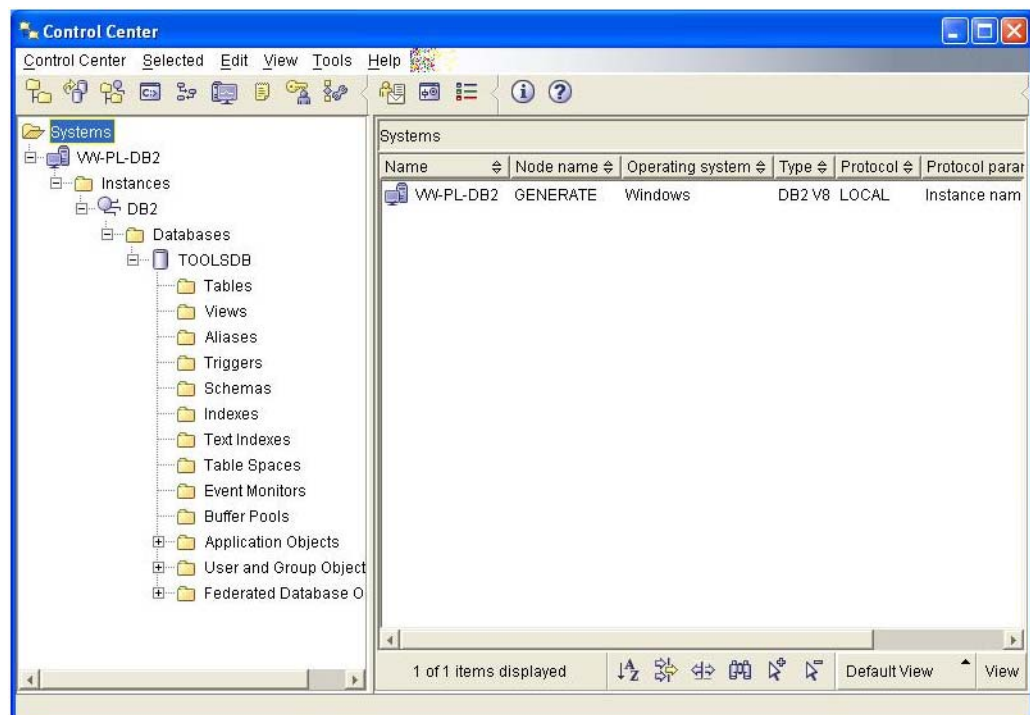 Control Center
Control Center Selected Edit View Tools Help
Systems
VW-PL-DB2
Instances
DB2
Databases
TOOLSDB
Tables
Views
Aliases
Triggers
Schemas
Indexes
Text Indexes
Table Spaces
Event Monitors
Buffer Pools
Application Objects
User and Group Object
Federated Database O
Systems
Name Node name Operating system Type Protocol Protocol parar
VW-PL-DB2 GENERATE Windows DB2 V8 LOCAL Instance nam
1 of 1 items displayed Default View View